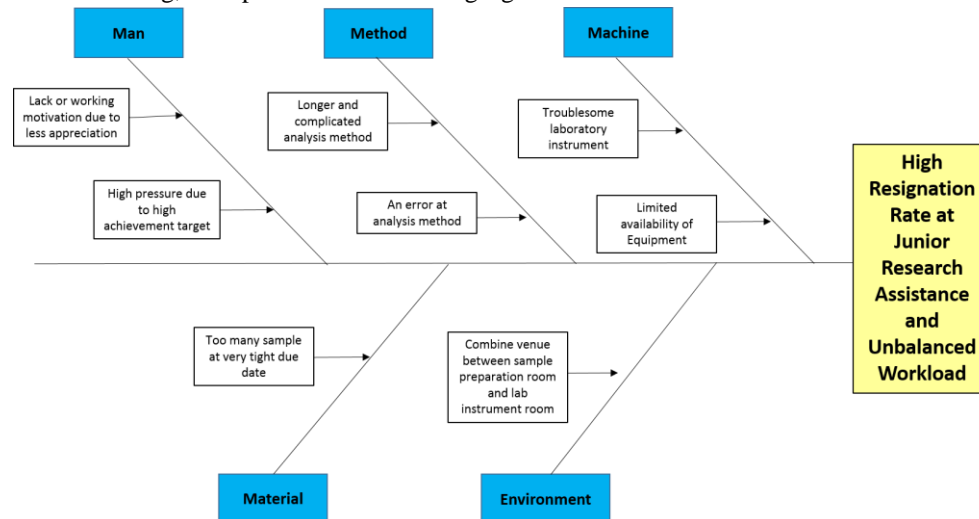 Man
Method
Machine
Lack or working
motivation due to
less appreciation
Longer and
complicated
analysis method
Troublesome
laboratory
instrument
High pressure due
to high
achievement target
An error at
analysis method
Limited
availability of
Equipment
High
Resignation
Rate at
Junior
Research
Assistance
and
Unbalanced
Workload
Too many sample
at very tight due
date
Combine venue
between sample
preparation room
and lab
instrument room
Material
Environment